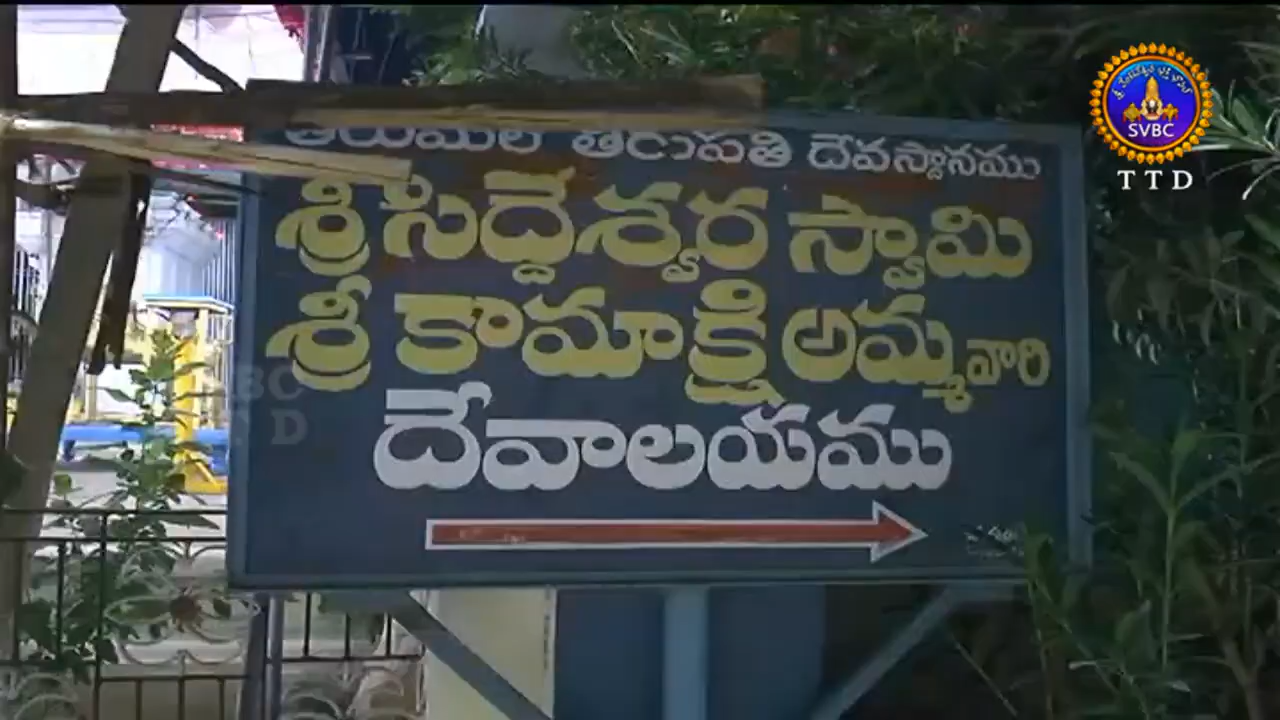 తిరుమల తిరుపతి దేవస్థానము
శ్రీ సిద్ధేశ్వర స్వామి
శ్రీ కామాక్షి అమ్మవారి
దేవాలయము
SVBC
TTD